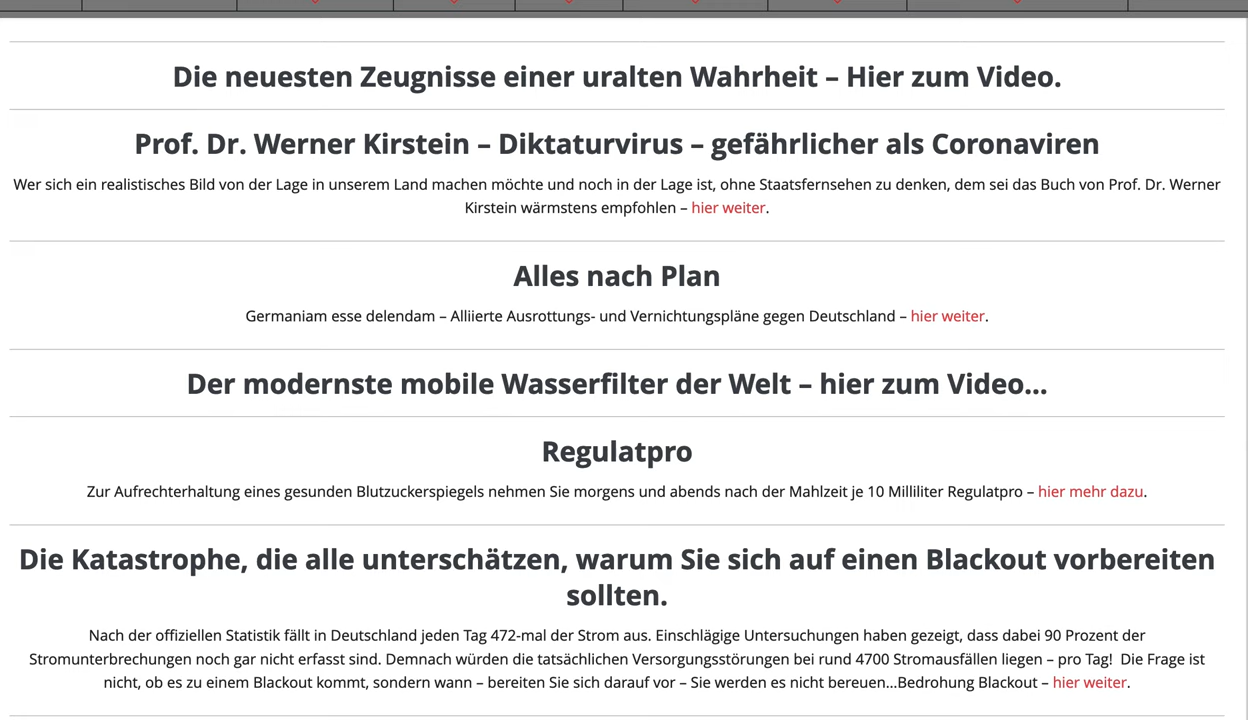 Die neuesten Zeugnisse einer uralten Wahrheit – Hier zum Video.
Prof. Dr. Werner Kirstein – Diktaturvirus – gefährlicher als Coronaviren
Wer sich ein realistisches Bild von der Lage in unserem Land machen möchte und noch in der Lage ist, ohne Staatsfernsehen zu denken, dem sei das Buch von Prof. Dr. Werner
Kirstein wärmstens empfohlen – hier weiter.
Alles nach Plan
Germaniam esse delendam – Alliierte Ausrottungs- und Vernichtungspläne gegen Deutschland – hier weiter.
Der modernste mobile Wasserfilter der Welt – hier zum Video...
Regulatpro
Zur Aufrechterhaltung eines gesunden Blutzuckerspiegels nehmen Sie morgens und abends nach der Mahlzeit je 10 Milliliter Regulatpro – hier mehr dazu.
Die Katastrophe, die alle unterschätzen, warum Sie sich auf einen Blackout vorbereiten
sollten.
Nach der offiziellen Statistik fällt in Deutschland jeden Tag 472-mal der Strom aus. Einschlägige Untersuchungen haben gezeigt, dass dabei 90 Prozent der
Stromunterbrechungen noch gar nicht erfasst sind. Demnach würden die tatsächlichen Versorgungsstörungen bei rund 4700 Stromausfällen liegen – pro Tag! Die Frage ist
nicht, ob es zu einem Blackout kommt, sondern wann – bereiten Sie sich darauf vor – Sie werden es nicht bereuen...Bedrohung Blackout – hier weiter.